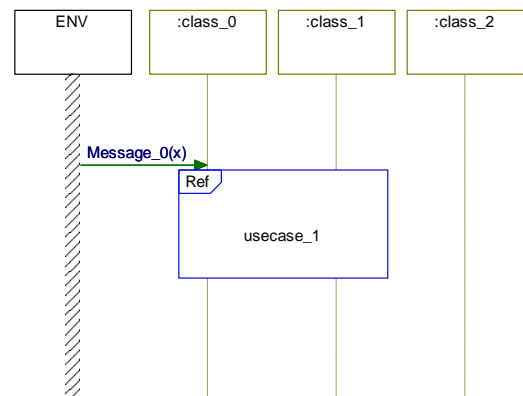 ENV
:class_0
:class_1
:class_2
Message_0(x)
Ref
usecase_1